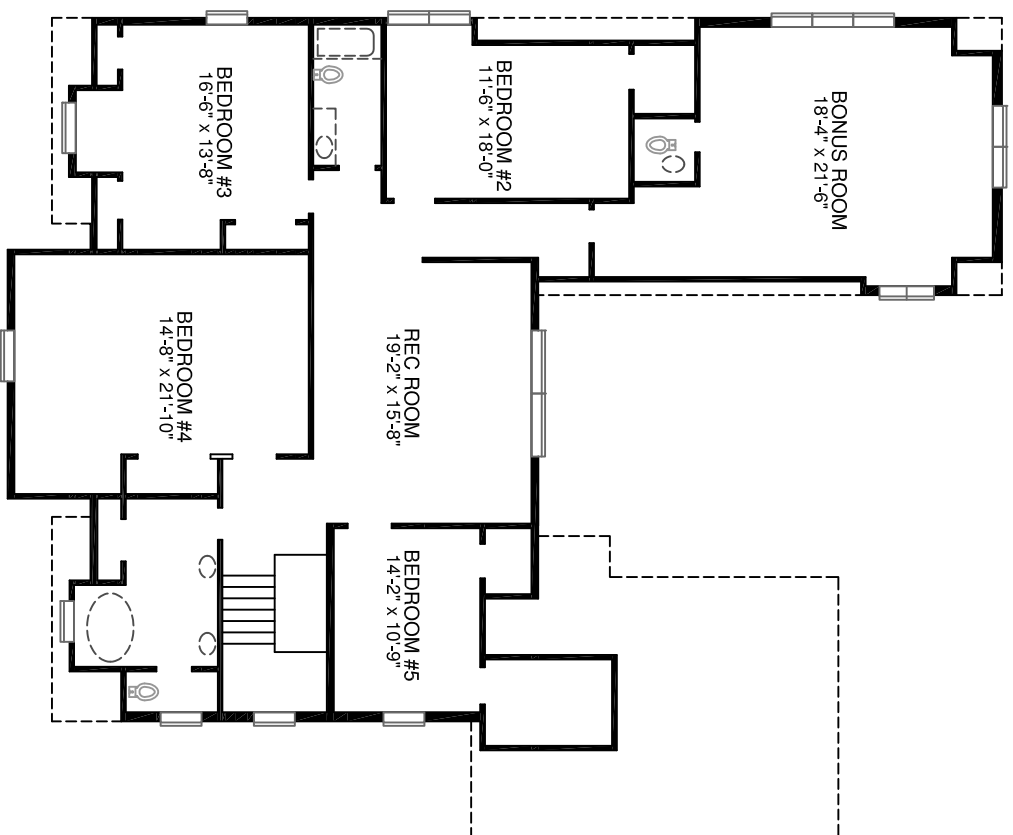 BEDROOM #3
16'-6" x 13'-8"
BEDROOM #2
11'-6" x 18'-0"
BONUS ROOM
18'-4" x 21'-6"
BEDROOM #4
14'-8" x 21'-10"
REC ROOM
19'-2" x 15'-8"
BEDROOM #5
14'-2" x 10'-9"